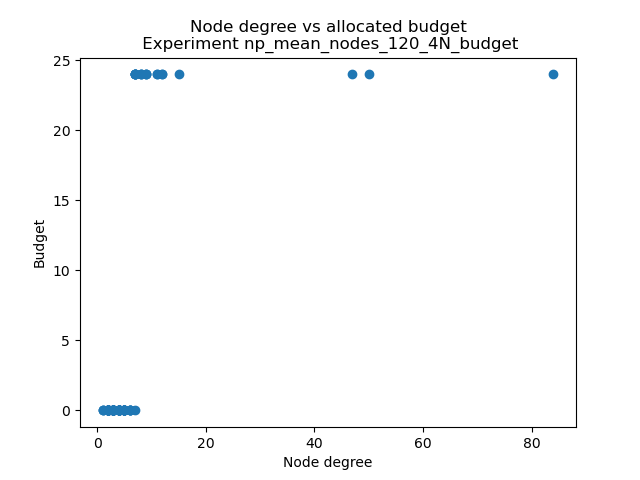 Node degree vs allocated budget
Experiment np_mean_nodes_120_4N_budget
25
20
15
10
5
0
Budget
0 20 40 60 80
Node degree